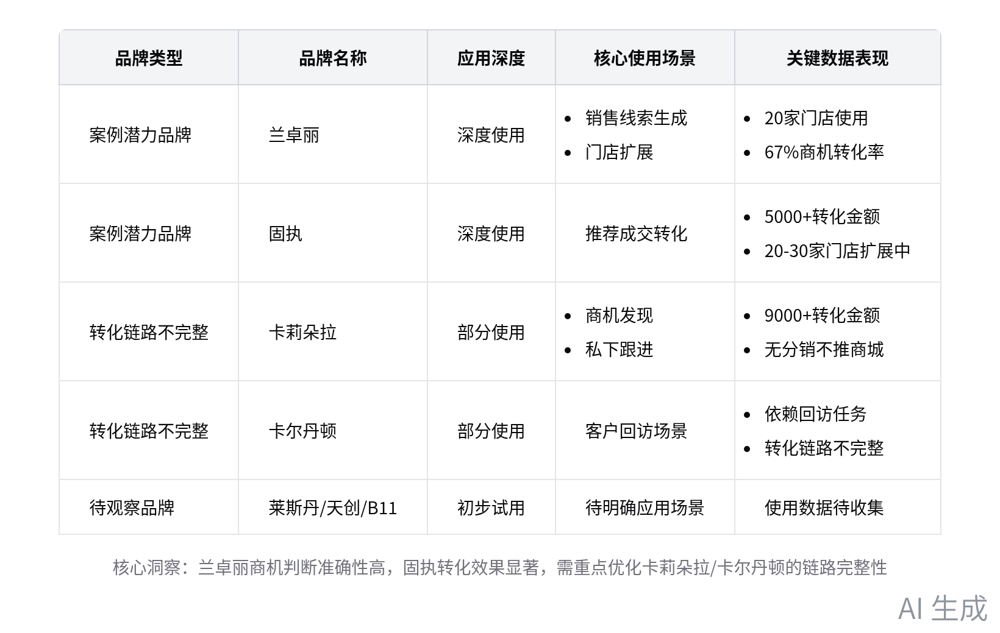 品牌类型
品牌名称
应用深度
核心使用场景
关键数据表现
案例潜力品牌
兰卓丽
深度使用
销售线索生成
门店扩展
20家门店使用
67%商机转化率
案例潜力品牌
固执
深度使用
推荐成交转化
5000+转化金额
20-30家门店扩展中
转化链路不完整
卡莉朵拉
部分使用
商机发现
私下跟进
9000+转化金额
无分销不推商城
转化链路不完整
卡尔丹顿
部分使用
客户回访场景
依赖回访任务
转化链路不完整
待观察品牌
莱斯丹/天创/B11
初步试用
待明确应用场景
使用数据待收集
核心洞察：兰卓丽商机判断准确性高，固执转化效果显著，需重点优化卡莉朵拉/卡尔丹顿的链路完整性
AI 生成